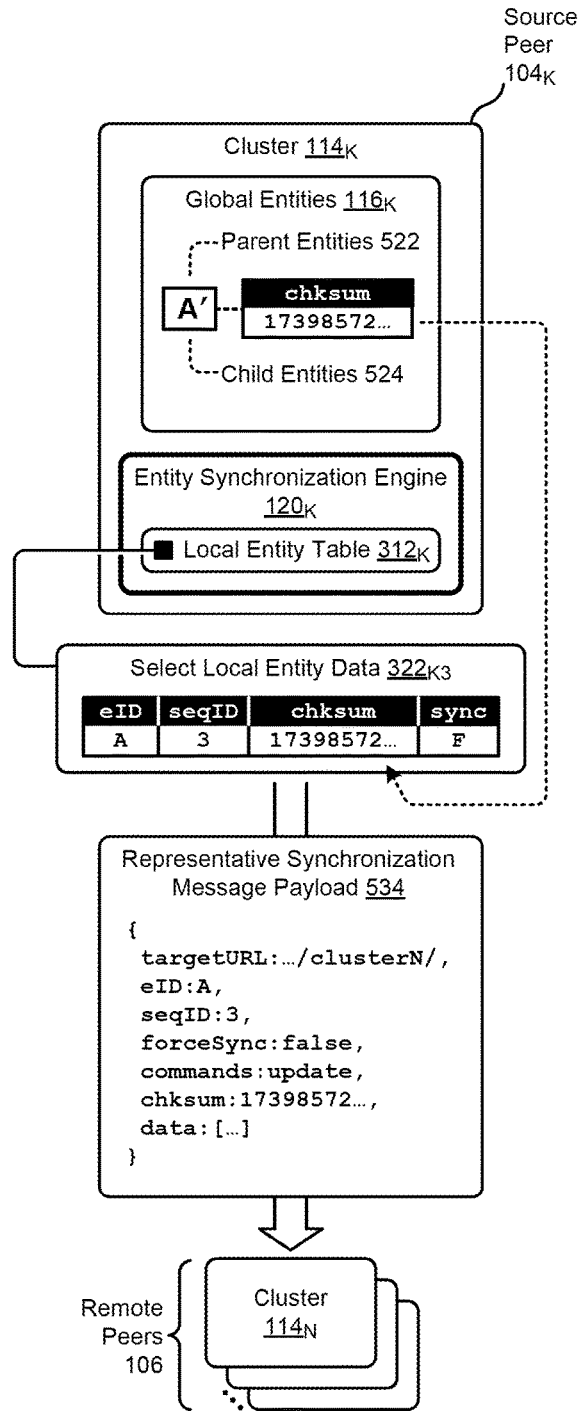 Source
Peer
104K
Cluster 114K
Global Entities 116K
Parent Entities 522
A′
chksum
17398572…
Child Entities 524
Entity Synchronization Engine
120K
Local Entity Table 312K
Select Local Entity Data 322K3
eID seqID chksum sync
A 3 17398572… F
Representative Synchronization
Message Payload 534
{
targetURL:…/clusterN/,
eID:A,
seqID:3,
forceSync:false,
commands:update,
chksum:17398572…,
data:[…]
}
Remote
Peers
106
Cluster
114N